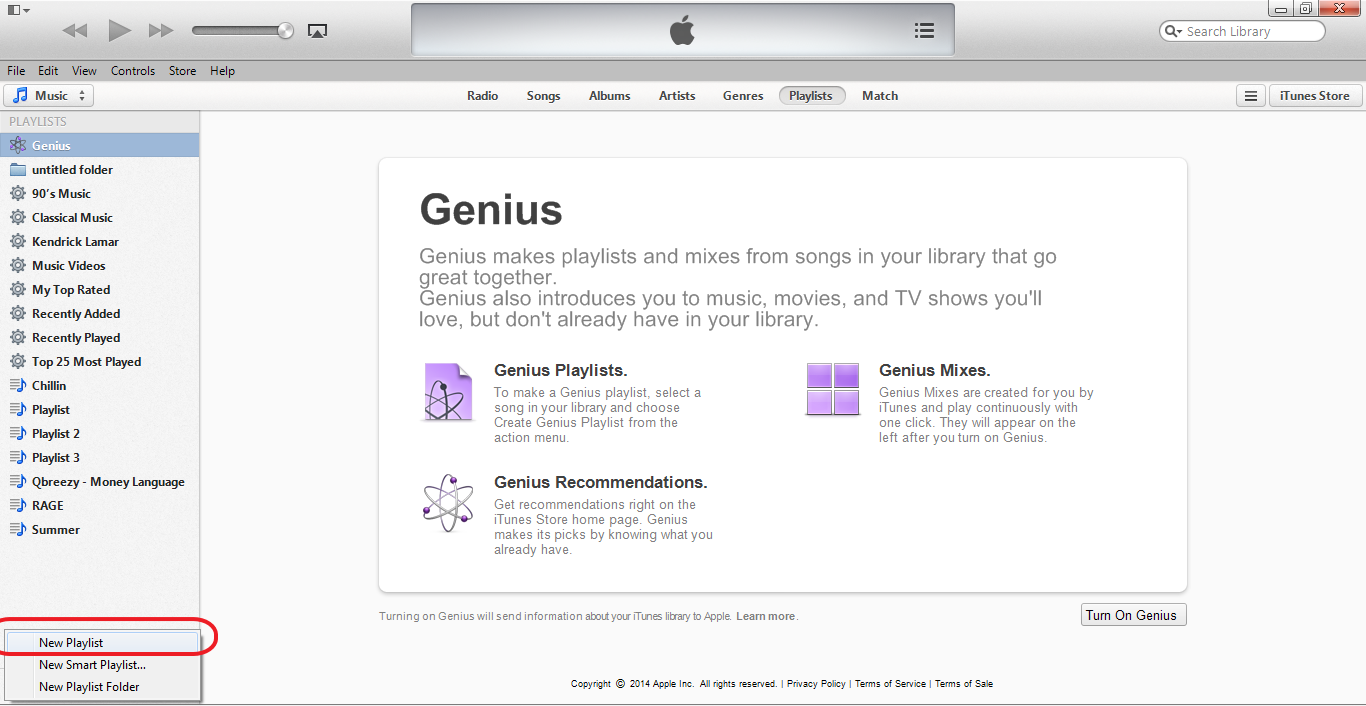 Search Library
File Edit View Controls Store Help
Music
Radio Songs Albums Artists Genres Playlists Match
iTunes Store
PLAYLISTS
Genius
untitled folder
90's Music
Classical Music
Kendrick Lamar
Music Videos
My Top Rated
Recently Added
Recently Played
Top 25 Most Played
Chillin
Playlist
Playlist 2
Playlist 3
Qbreezy - Money Language
RAGE
Summer
New Playlist
New Smart Playlist...
New Playlist Folder
Genius
Genius makes playlists and mixes from songs in your library that go
great together.
Genius also introduces you to music, movies, and TV shows you'll
love, but don't already have in your library.
Genius Playlists.
To make a Genius playlist, select a
song in your library and choose
Create Genius Playlist from the
action menu.
Genius Mixes.
Genius Mixes are created for you by
iTunes and play continuously with
one click. They will appear on the
left after you turn on Genius.
Genius Recommendations.
Get recommendations right on the
iTunes Store home page. Genius
makes its picks by knowing what you
already have.
Turning on Genius will send information about your iTunes library to Apple. Learn more.
Turn On Genius
Copyright © 2014 Apple Inc. All rights reserved. | Privacy Policy | Terms of Service | Terms of Sale